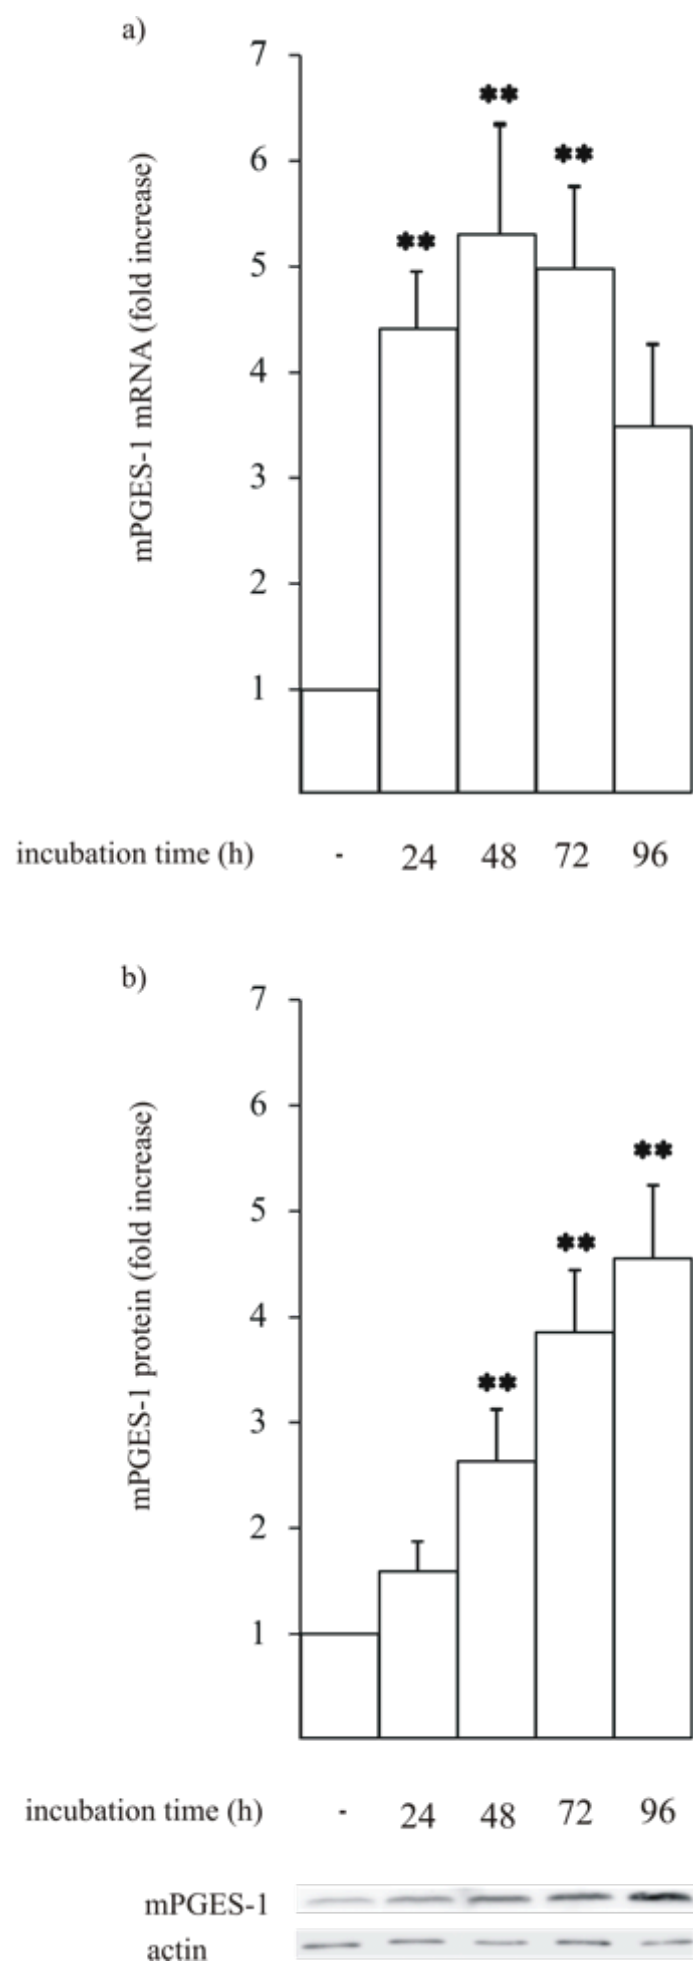 a)
mPGES-1 mRNA (fold increase)
7
**
6
**
**
5
4
3
2
1
incubation time (h) - 24 48 72 96
b)
mPGES-1 protein (fold increase)
7
6
**
5
**
4
**
3
2
1
incubation time (h) - 24 48 72 96
mPGES-1
actin